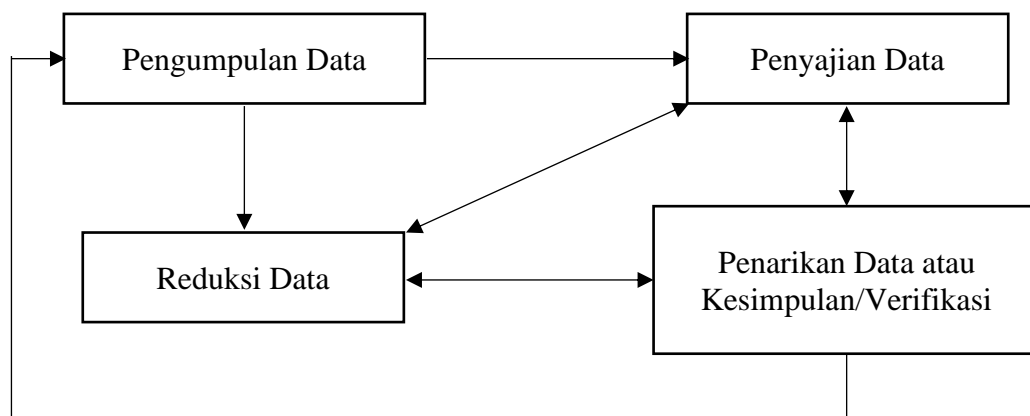 Pengumpulan Data
Penyajian Data
Reduksi Data
Penarikan Data atau
Kesimpulan/Verifikasi